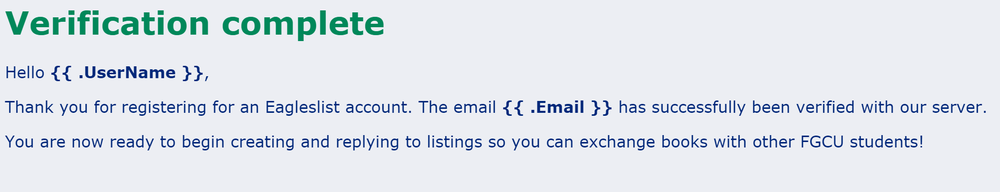 Verification complete
Hello {{ .UserName }},
Thank you for registering for an Eagleslist account. The email {{ .Email }} has successfully been verified with our server.
You are now ready to begin creating and replying to listings so you can exchange books with other FGCU students!